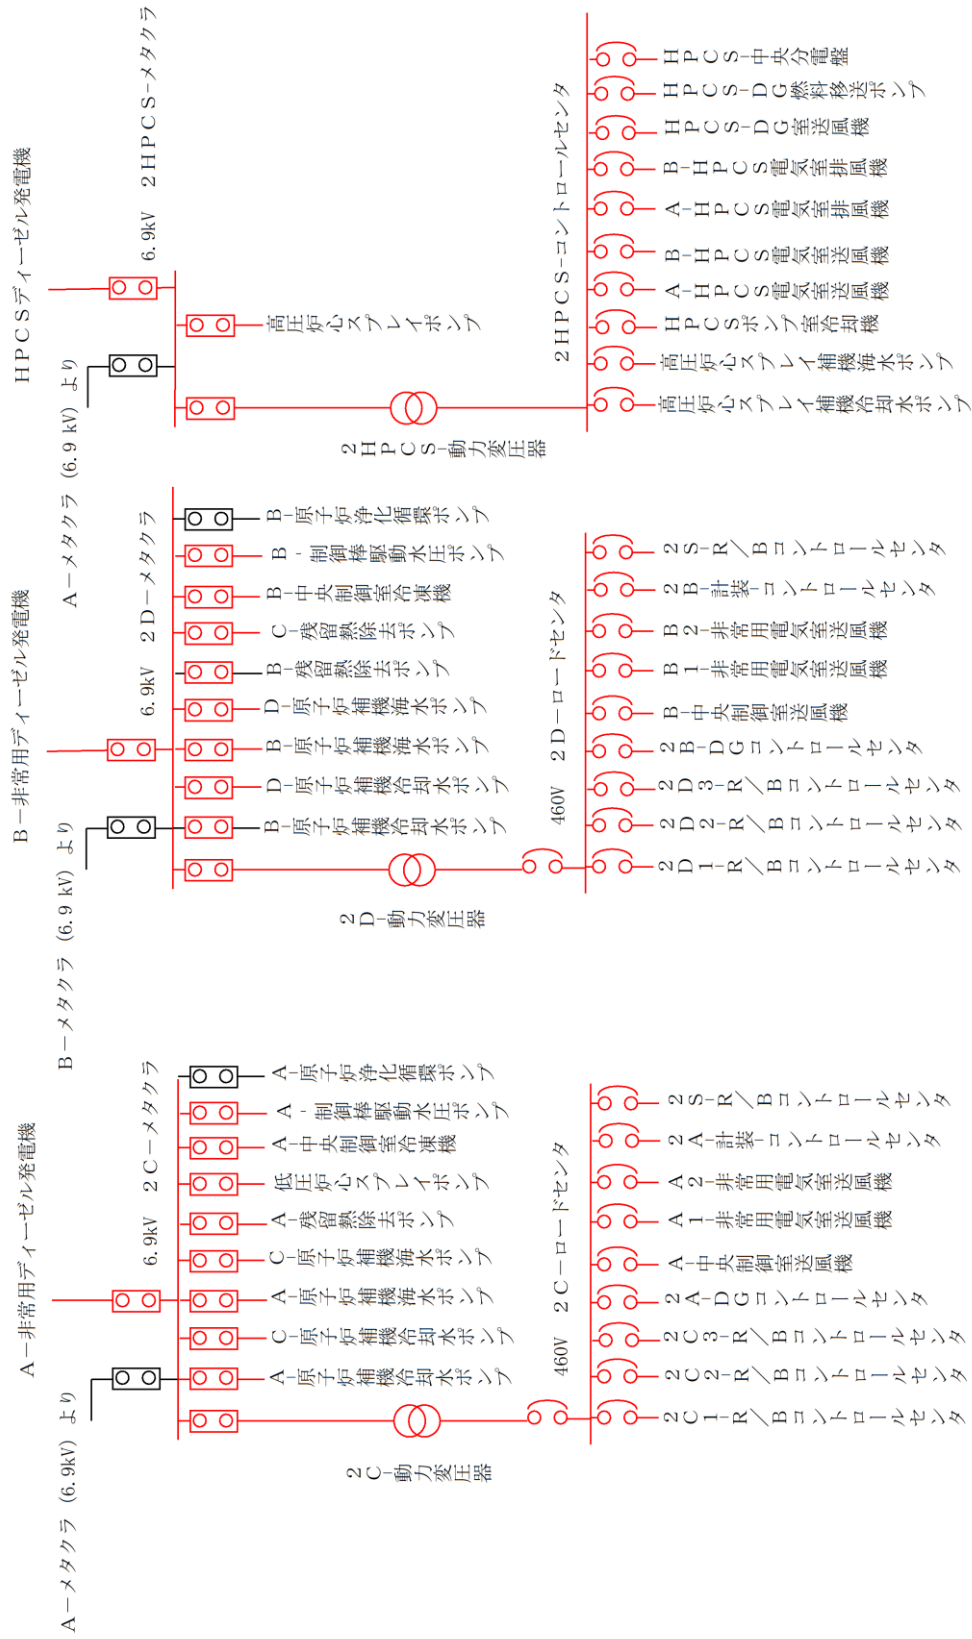 A－非常用ディーゼル発電機
A－メタクラ (6.9kV) より
6.9kV 2C－メタクラ
A-原子炉補機冷却水ポンプ
C-原子炉補機冷却水ポンプ
A-原子炉補機海水ポンプ
C-原子炉補機海水ポンプ
A-残留熱除去ポンプ
低圧炉心スプレイポンプ
A-中央制御室冷凍機
A-制御棒駆動水圧ポンプ
A-原子炉浄化循環ポンプ
2C-動力変圧器
460V 2C－ロードセンタ
2C1-R／Bコントロールセンタ
2C2-R／Bコントロールセンタ
2C3-R／Bコントロールセンタ
2A-DGコントロールセンタ
A-中央制御室送風機
A1-非常用電気室送風機
A2-非常用電気室送風機
2A-計装-コントロールセンタ
2S-R／Bコントロールセンタ
B－非常用ディーゼル発電機
B－メタクラ (6.9 kV) より
6.9kV 2D－メタクラ
B-原子炉補機冷却水ポンプ
D-原子炉補機冷却水ポンプ
B-原子炉補機海水ポンプ
D-原子炉補機海水ポンプ
B-残留熱除去ポンプ
C-残留熱除去ポンプ
B-中央制御室冷凍機
B-制御棒駆動水圧ポンプ
B-原子炉浄化循環ポンプ
2D-動力変圧器
460V 2D－ロードセンタ
2D1-R／Bコントロールセンタ
2D2-R／Bコントロールセンタ
2D3-R／Bコントロールセンタ
2B-DGコントロールセンタ
B-中央制御室送風機
B1-非常用電気室送風機
B2-非常用電気室送風機
2B-計装-コントロールセンタ
2S-R／Bコントロールセンタ
HPCSディーゼル発電機
A－メタクラ (6.9 kV) より
6.9kV 2HPCS-メタクラ
高圧炉心スプレイポンプ
2HPCS-動力変圧器
2HPCS-コントロールセンタ
高圧炉心スプレイ補機冷却水ポンプ
高圧炉心スプレイ補機海水ポンプ
HPCSポンプ室冷却機
A-HPCS電気室送風機
B-HPCS電気室送風機
A-HPCS電気室排風機
B-HPCS電気室排風機
HPCS-DG室送風機
HPCS-DG燃料移送ポンプ
HPCS-中央分電盤